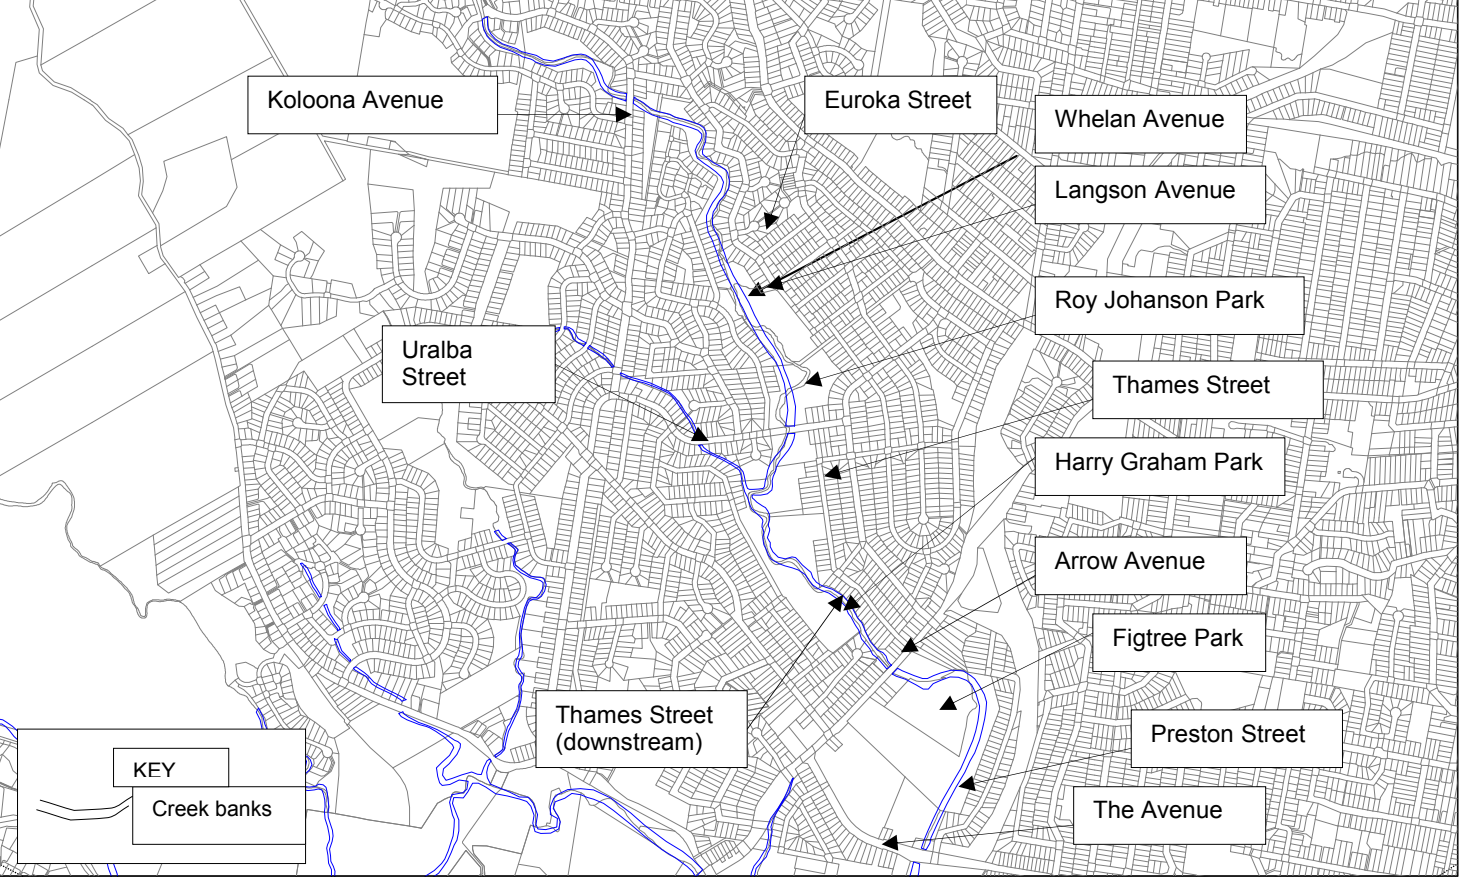 Koloona Avenue
Euroka Street
Whelan Avenue
Langson Avenue
Roy Johanson Park
Uralba
Street
Thames Street
Harry Graham Park
Arrow Avenue
Figtree Park
Thames Street
(downstream)
Preston Street
The Avenue
KEY
Creek banks